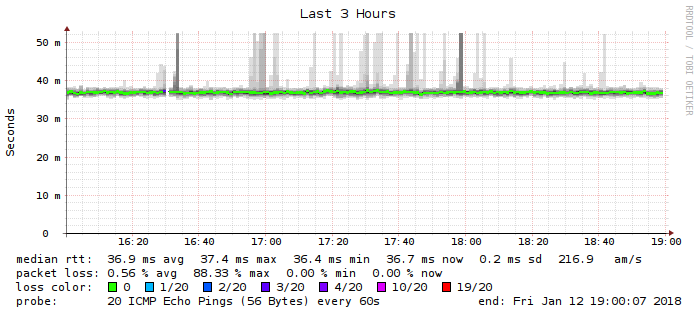 Last 3 Hours
RRDTOOL / TOBI OETIKER
Seconds
50 m
40 m
30 m
20 m
10 m
0
16:20 16:40 17:00 17:20 17:40 18:00 18:20 18:40 19:00
median rtt: 36.9 ms avg 37.4 ms max 36.4 ms min 36.7 ms now 0.2 ms sd 216.9 am/s
packet loss: 0.56 % avg 88.33 % max 0.00 % min 0.00 % now
loss color: 0 1/20 2/20 3/20 4/20 10/20 19/20
probe: 20 ICMP Echo Pings (56 Bytes) every 60s end: Fri Jan 12 19:00:07 2018